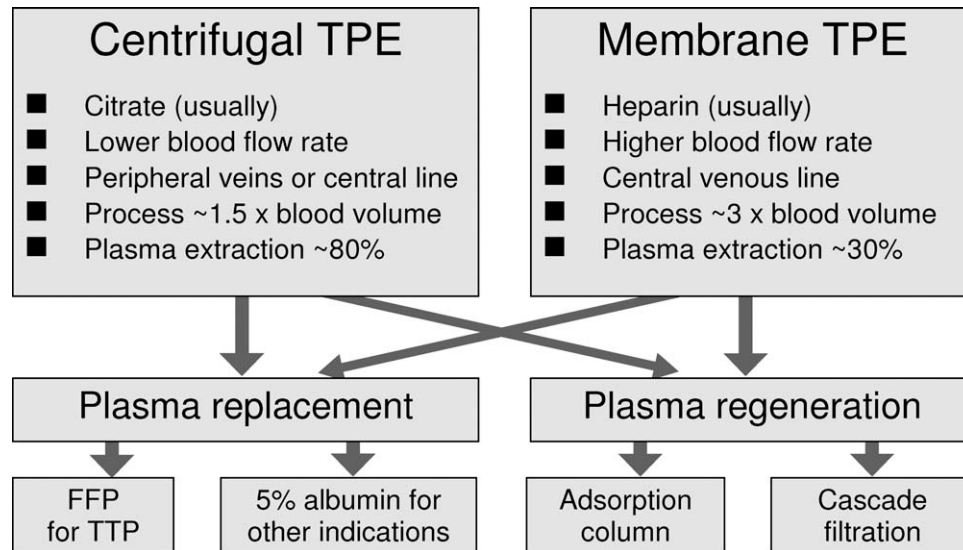 Centrifugal TPE
■ Citrate (usually)
■ Lower blood flow rate
■ Peripheral veins or central line
■ Process ~1.5 x blood volume
■ Plasma extraction ~80%
Membrane TPE
■ Heparin (usually)
■ Higher blood flow rate
■ Central venous line
■ Process ~3 x blood volume
■ Plasma extraction ~30%
Plasma replacement
Plasma regeneration
FFP
for TTP
5% albumin for
other indications
Adsorption
column
Cascade
filtration